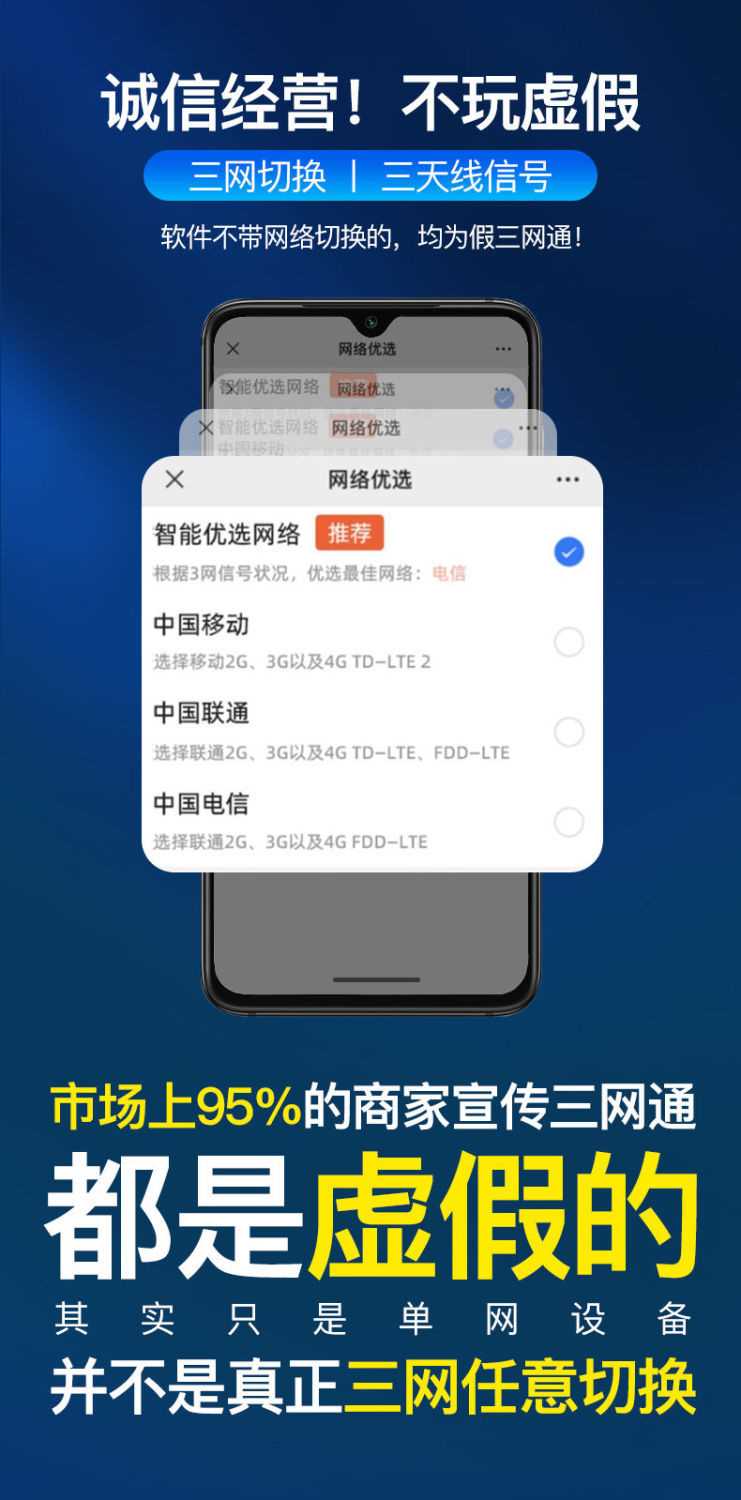 诚信经营！不玩虚假
三网切换 | 三天线信号
软件不带网络切换的，均为假三网通！
网络优选
智能优选网络
网络优选
智能优选网络
网络优选
中国移动
网络优选
智能优选网络 推荐
根据3网信号状况，优选最佳网络：电信
中国移动
选择移动2G、3G以及4G TD-LTE 2
中国联通
选择联通2G、3G以及4G TD-LTE、FDD-LTE
中国电信
选择联通2G、3G以及4G FDD-LTE
市场上95%的商家宣传三网通
都是虚假的
其实只是单网设备
并不是真正三网任意切换